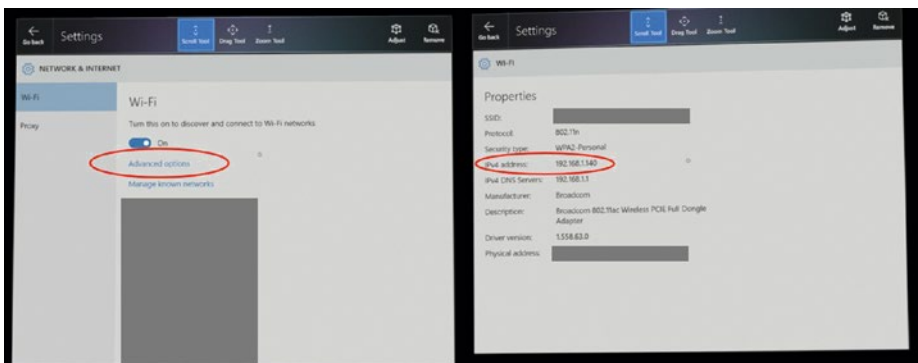 Go back
Settings
Scroll Tool
Drag Tool
Zoom Tool
Adjust
Remove
NETWORK & INTERNET
Wi-Fi
Proxy
Wi-Fi
Turn this on to discover and connect to Wi-Fi networks
On
Advanced options
Manage known networks
Go back
Settings
Scroll Tool
Drag Tool
Zoom Tool
Adjust
Remove
Wi-Fi
Properties
SSID:
Protocol: 802.11n
Security type: WPA2-Personal
IPv4 address: 192.168.1.140
IPv4 DNS Servers: 192.168.1.1
Manufacturer: Broadcom
Description: Broadcom 802.11ac Wireless PCIE Full Dongle
Adapter
Driver version: 1.558.63.0
Physical address: